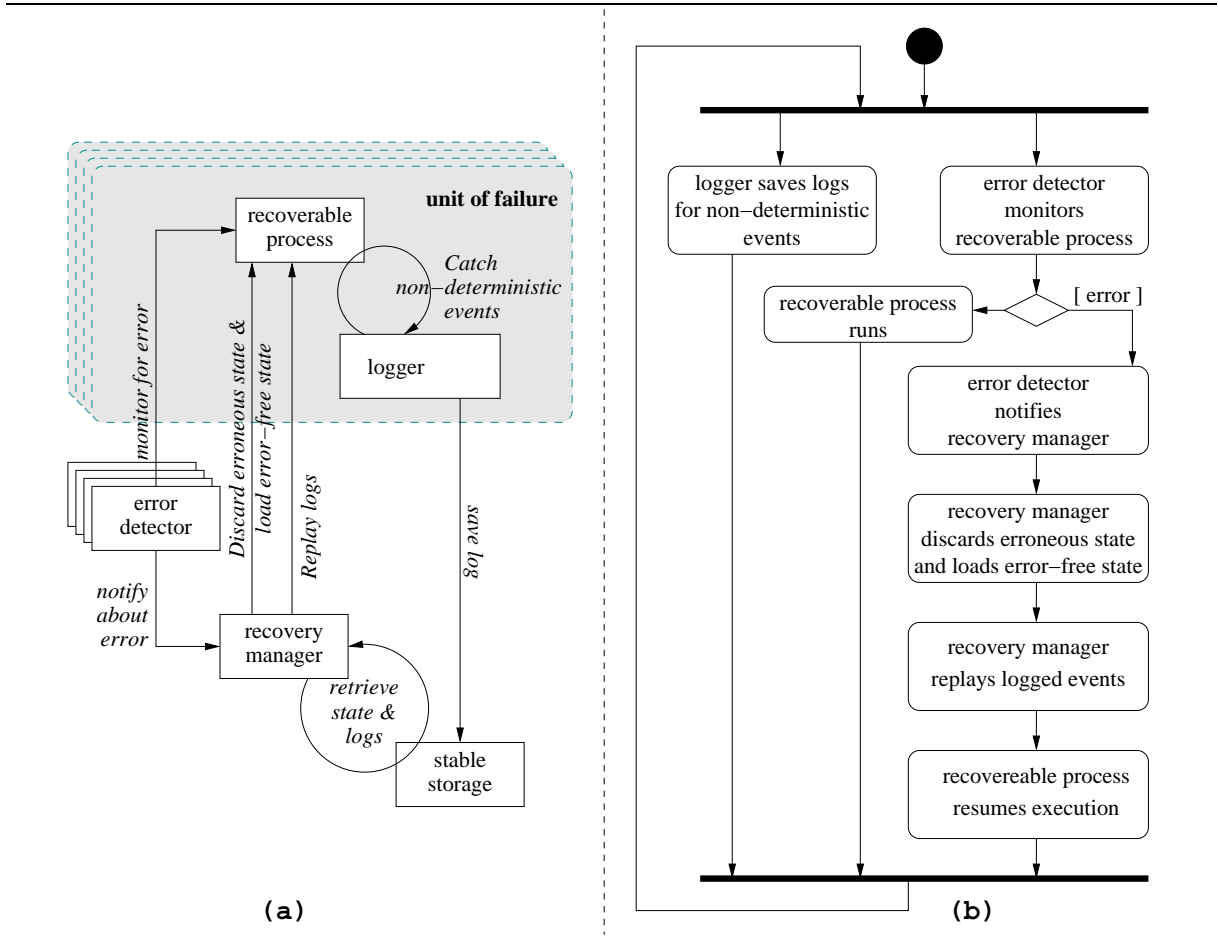 unit of failure
recoverable
process
Catch
non−deterministic
events
logger
monitor for error
Discard erroneous state &
load error−free state
Replay logs
save log
error
detector
notify
about
error
recovery
manager
retrieve
state &
logs
stable
storage
(a)
logger saves logs
for non−deterministic
events
error detector
monitors
recoverable process
[ error ]
recoverable process
runs
error detector
notifies
recovery manager
recovery manager
discards erroneous state
and loads error−free state
recovery manager
replays logged events
recovereable process
resumes execution
(b)